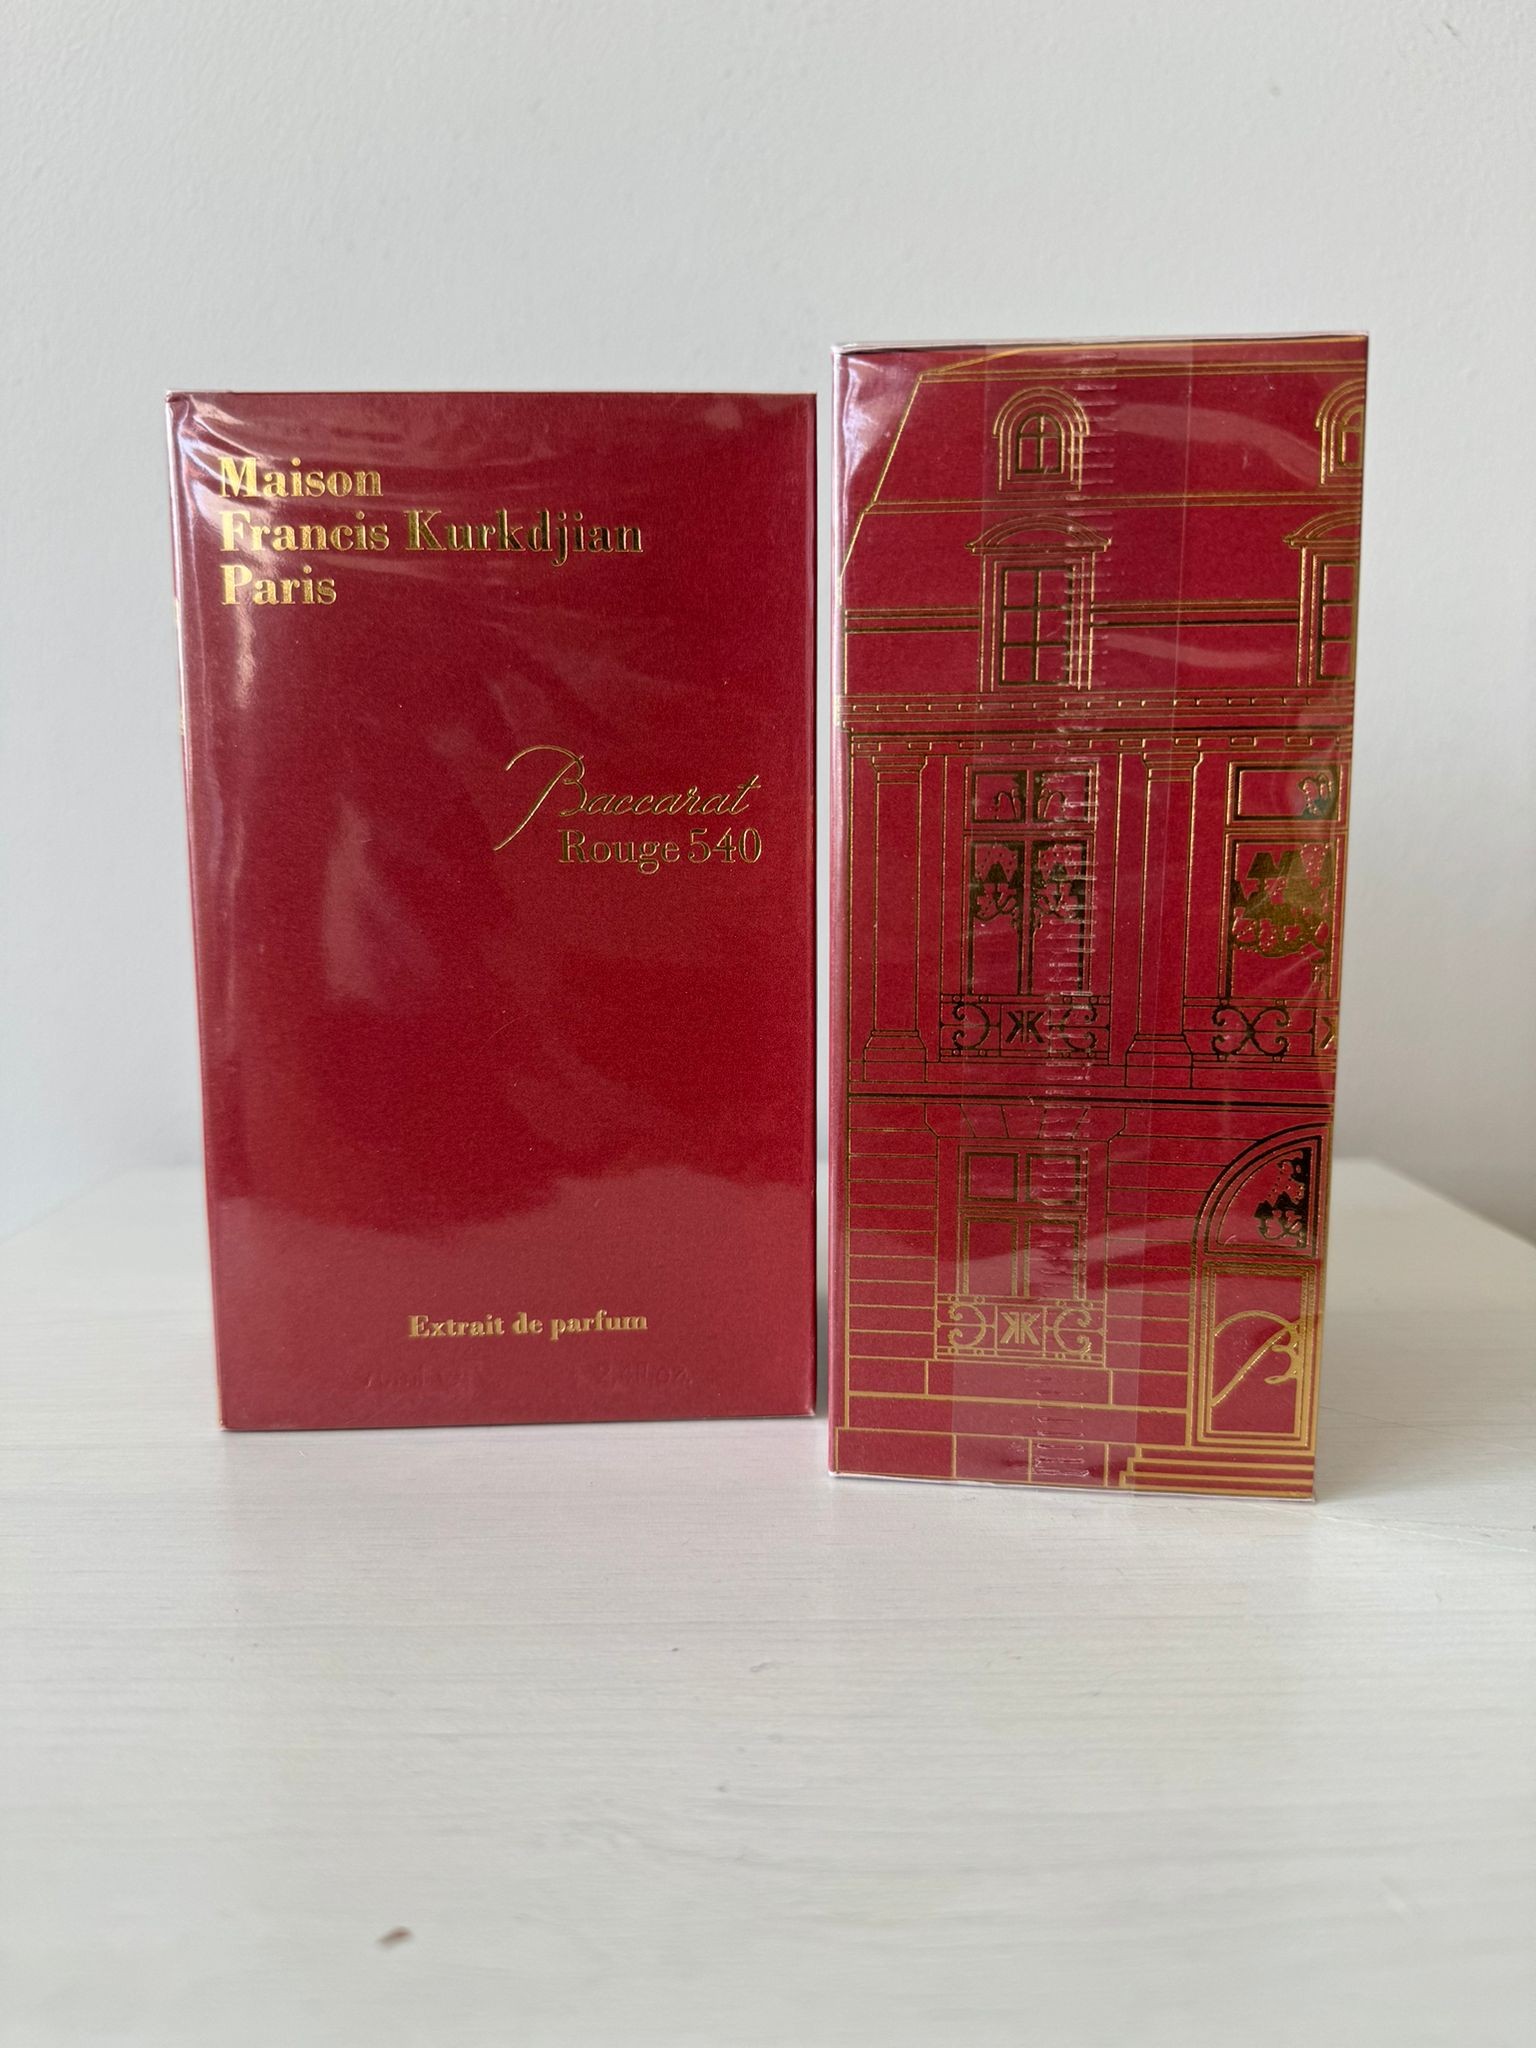 Maison
Francis Kurkdjian
Paris
Baccarat
Rouge 540
Extrait de parfum
B